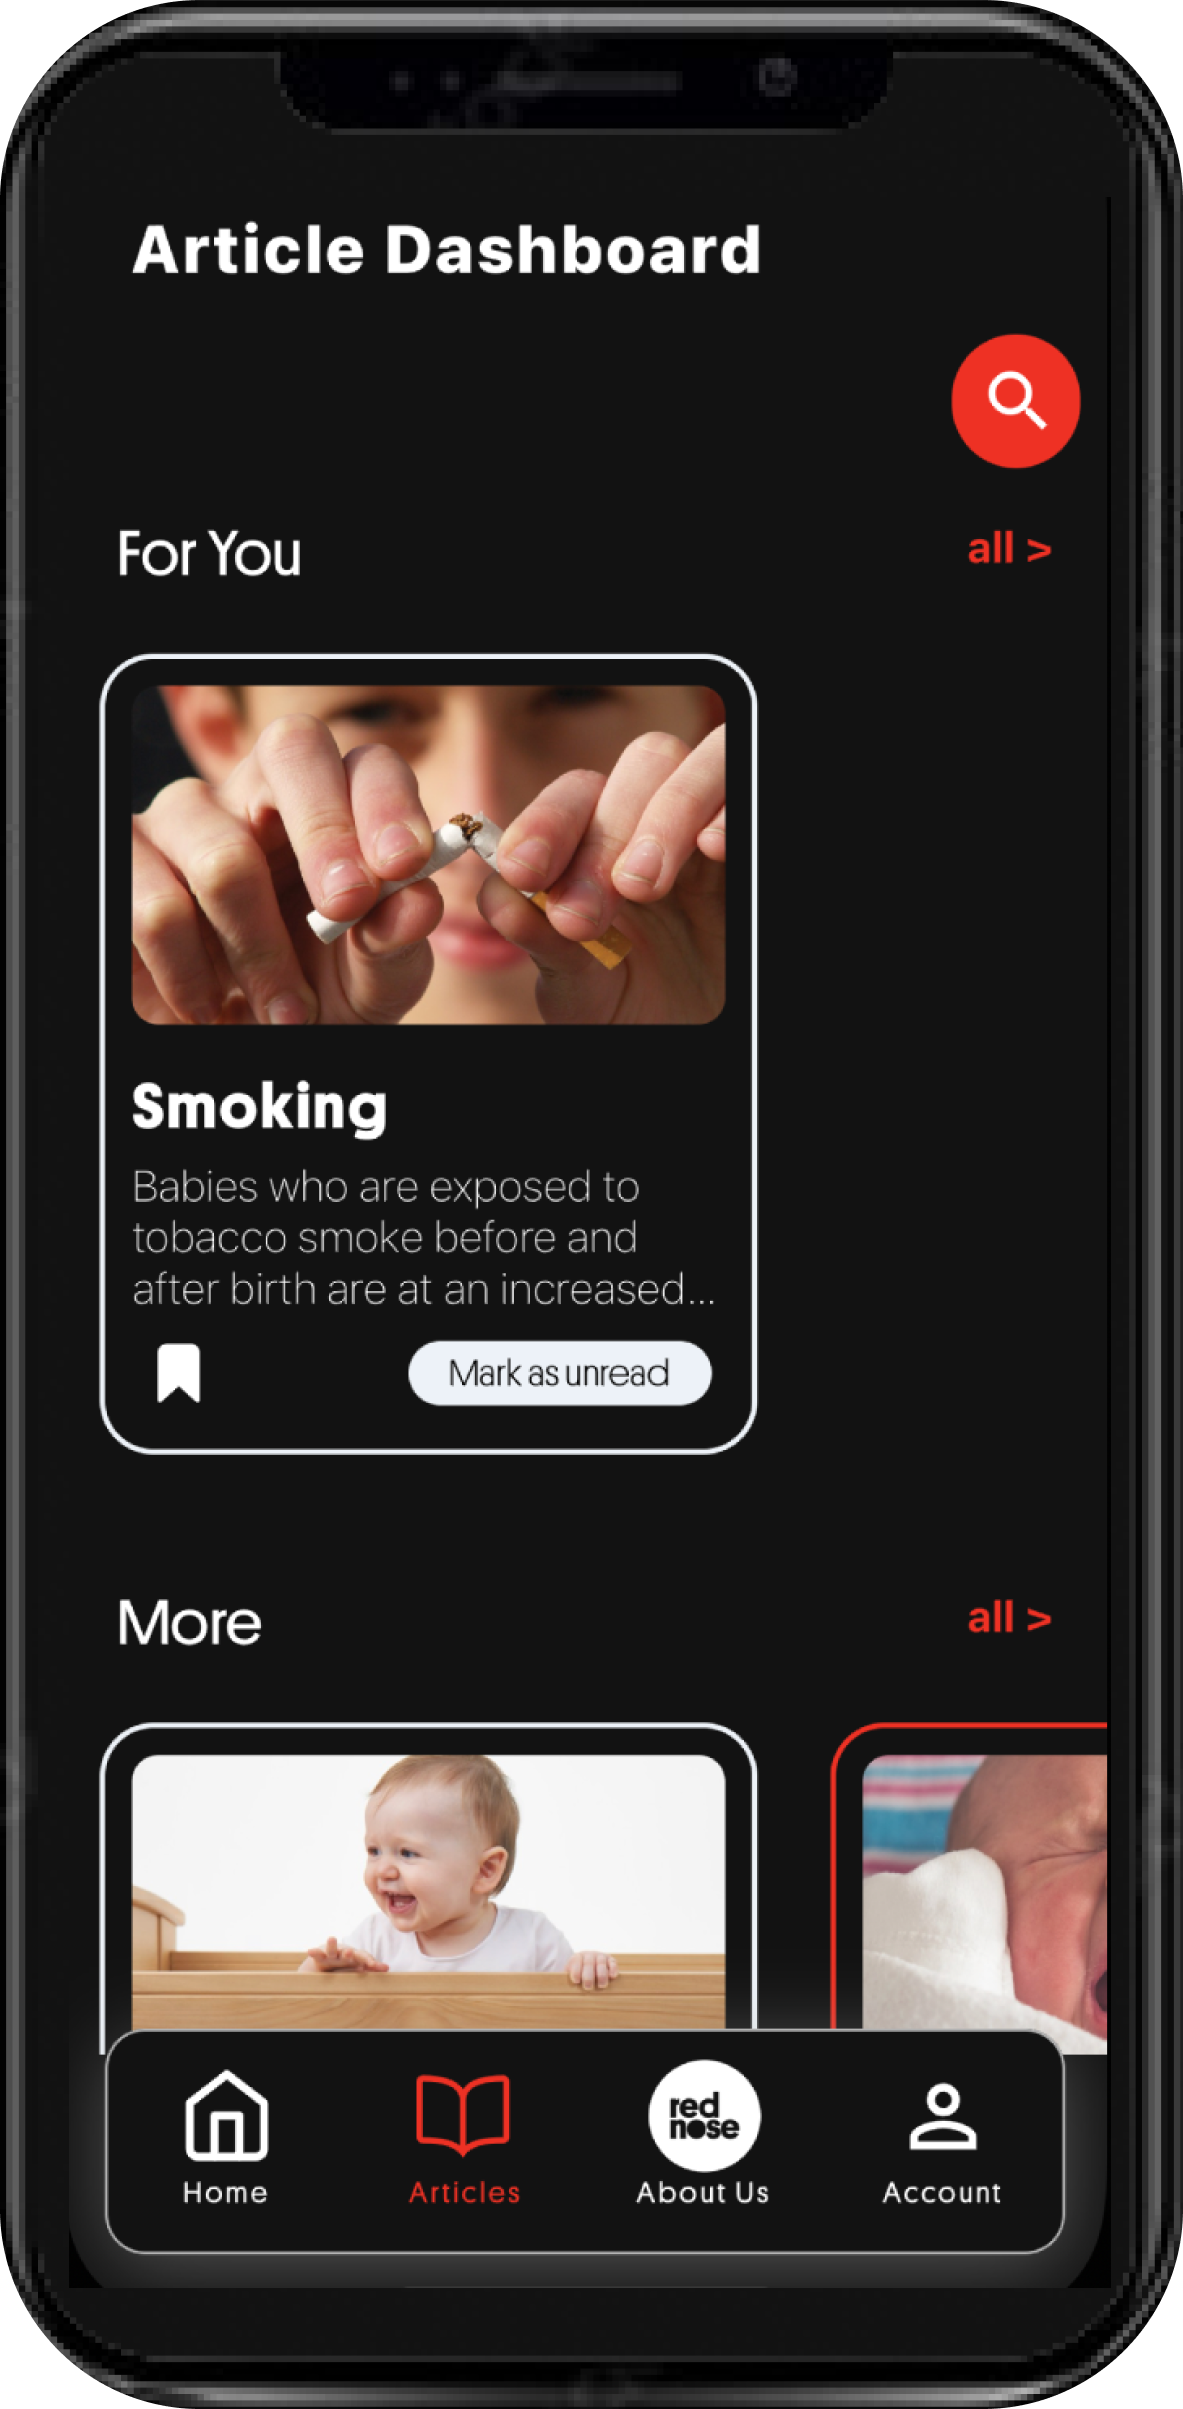 Article Dashboard
For You
all >
Smoking
Babies who are exposed to
tobacco smoke before and
after birth are at an increased...
Mark as unread
More
all >
red
nose
Home
Articles
About Us
Account